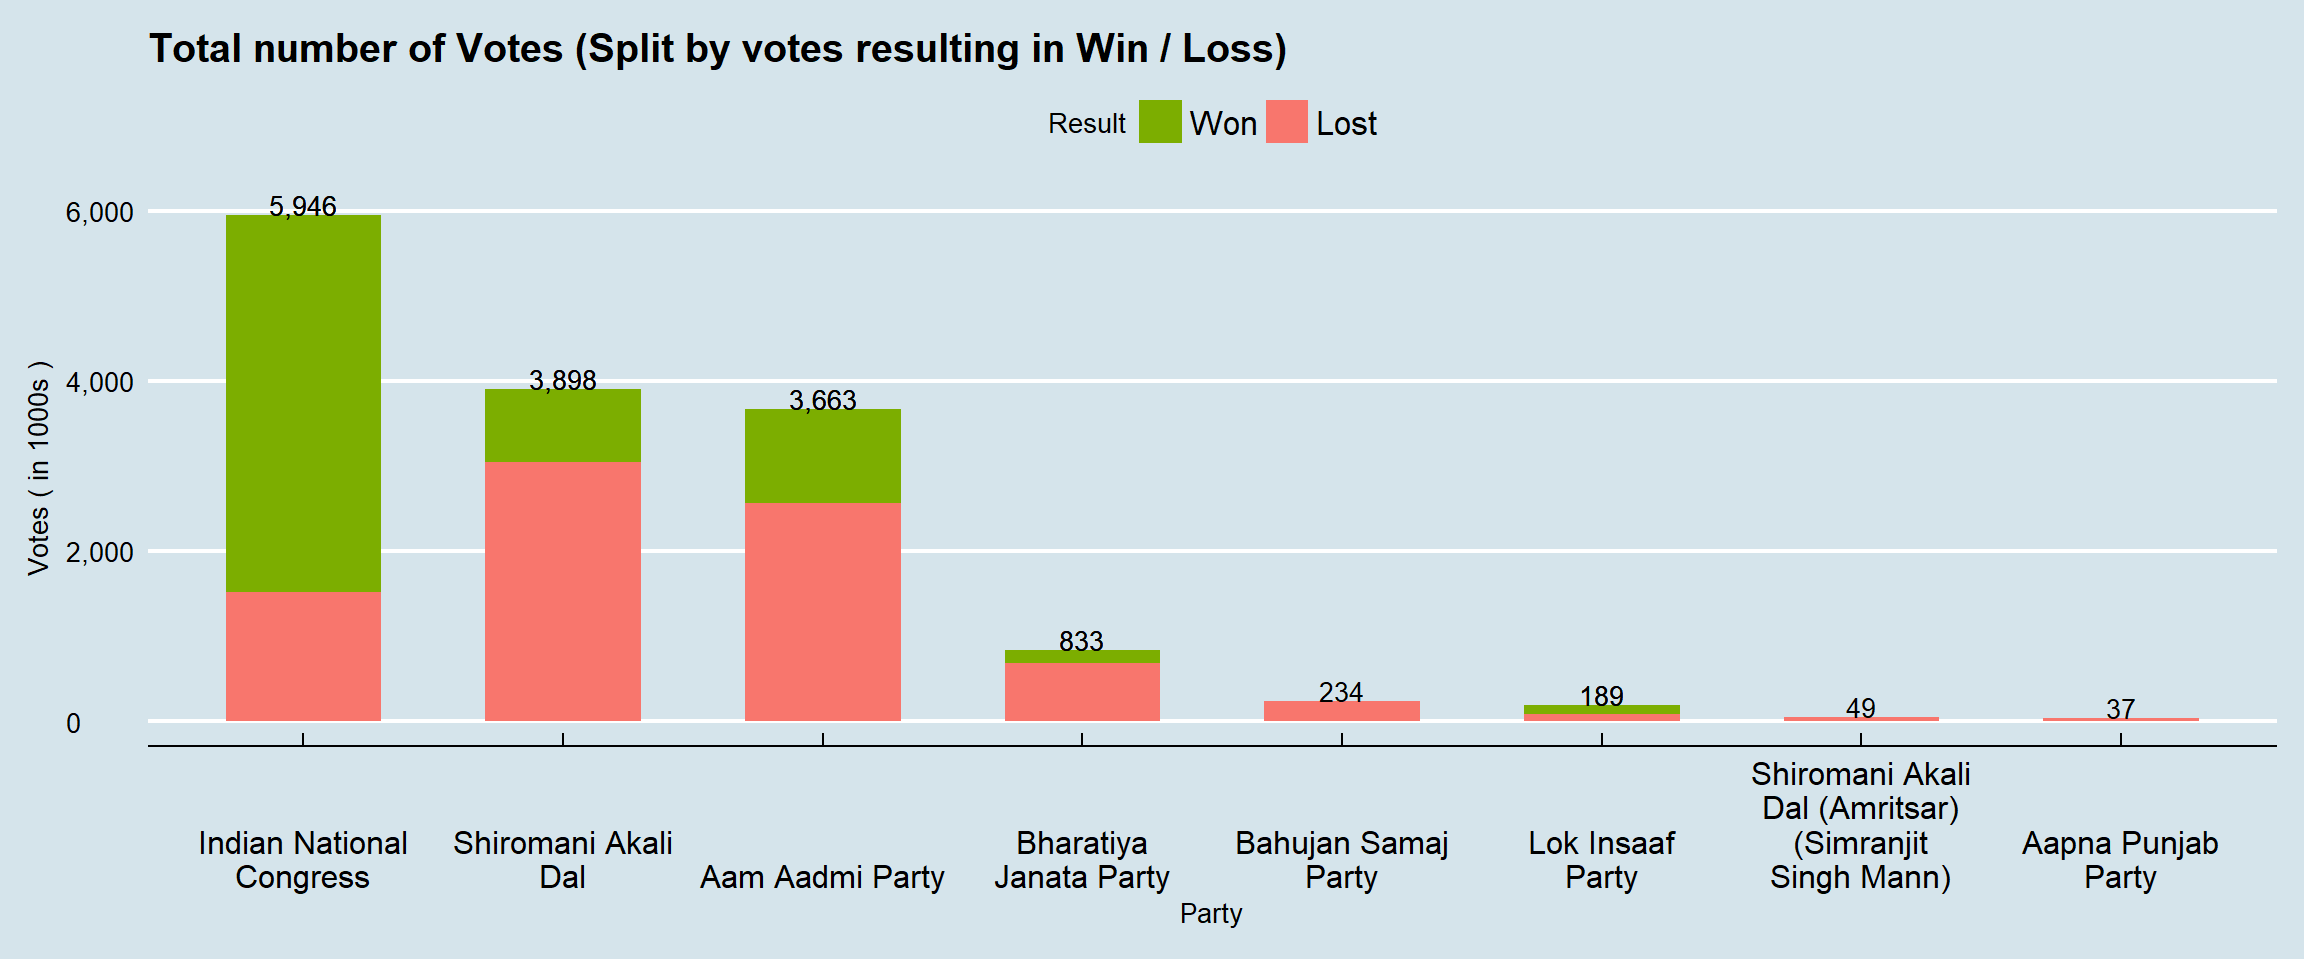 Total number of Votes (Split by votes resulting in Win / Loss)
Result Won Lost
6,000
4,000
2,000
0
Votes ( in 1000s )
5,946
3,898
3,663
833
234
189
49
37
Indian National
Congress
Shiromani Akali
Dal
Aam Aadmi Party
Bharatiya
Janata Party
Bahujan Samaj
Party
Lok Insaaf
Party
Shiromani Akali
Dal (Amritsar)
(Simranjit
Singh Mann)
Aapna Punjab
Party
Party